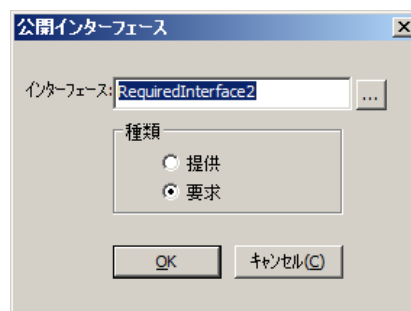 公開インターフェース
インターフェース: RequiredInterface2 ...
種類
提供
要求
OK キャンセル(C)